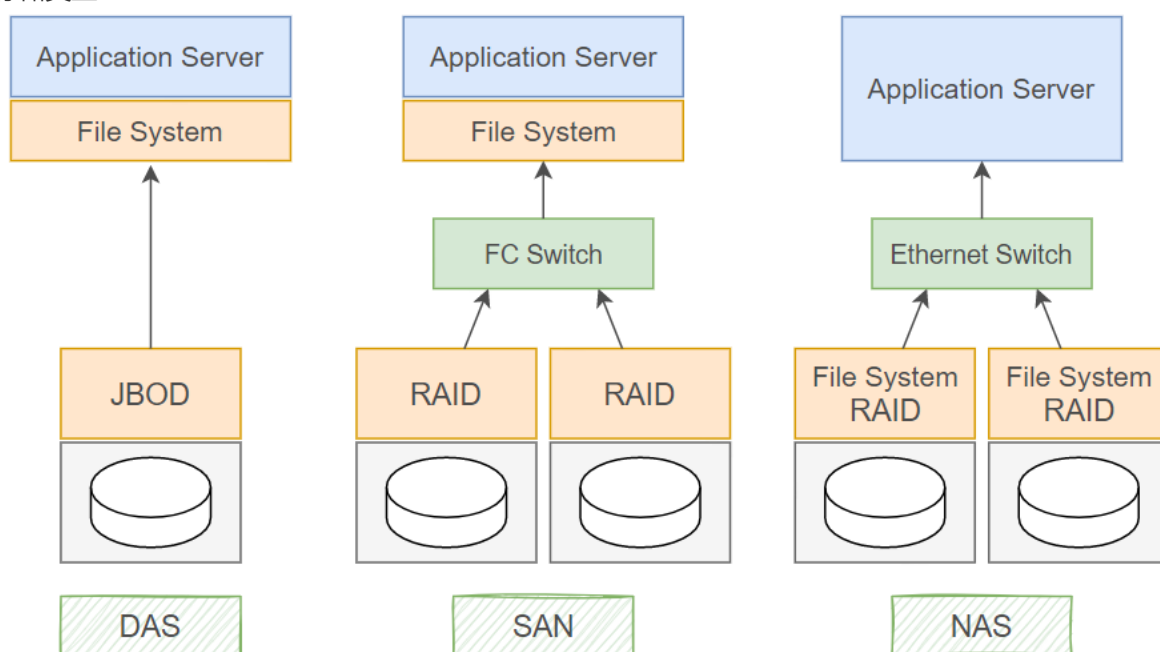 Application Server
File System
JBOD
DAS
Application Server
File System
FC Switch
RAID
RAID
SAN
Application Server
Ethernet Switch
File System
RAID
File System
RAID
NAS